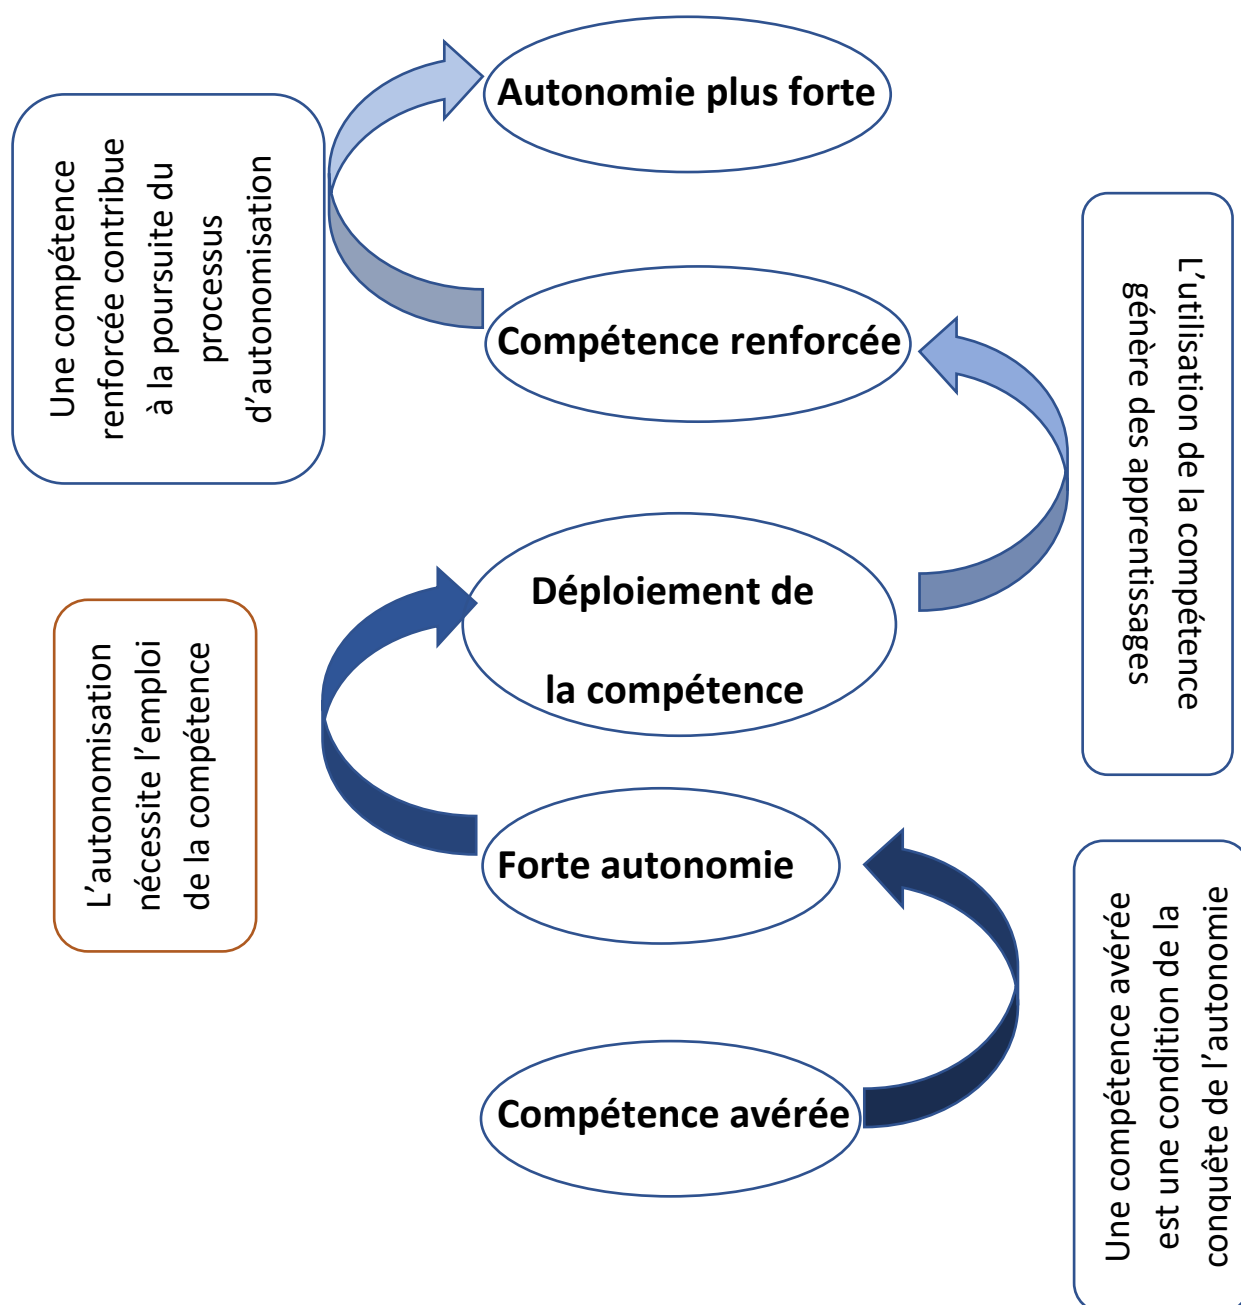 Autonomie plus forte
Une compétence
renforcée contribue
à la poursuite du
processus
d’autonomisation
Compétence renforcée
L’utilisation de la compétence
génère des apprentissages
Déploiement de
la compétence
L’autonomisation
nécessite l’emploi
de la compétence
Forte autonomie
Une compétence avérée
est une condition de la
conquête de l’autonomie
Compétence avérée